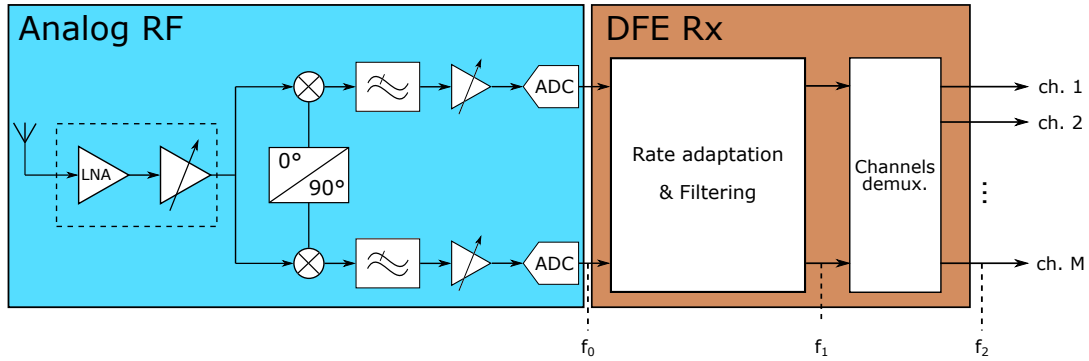 Analog RF
DFE Rx
LNA
0°
90°
ADC
ADC
Rate adaptation
& Filtering
Channels
demux.
ch. 1
ch. 2
⋮
ch. M
f₀
f₁
f₂